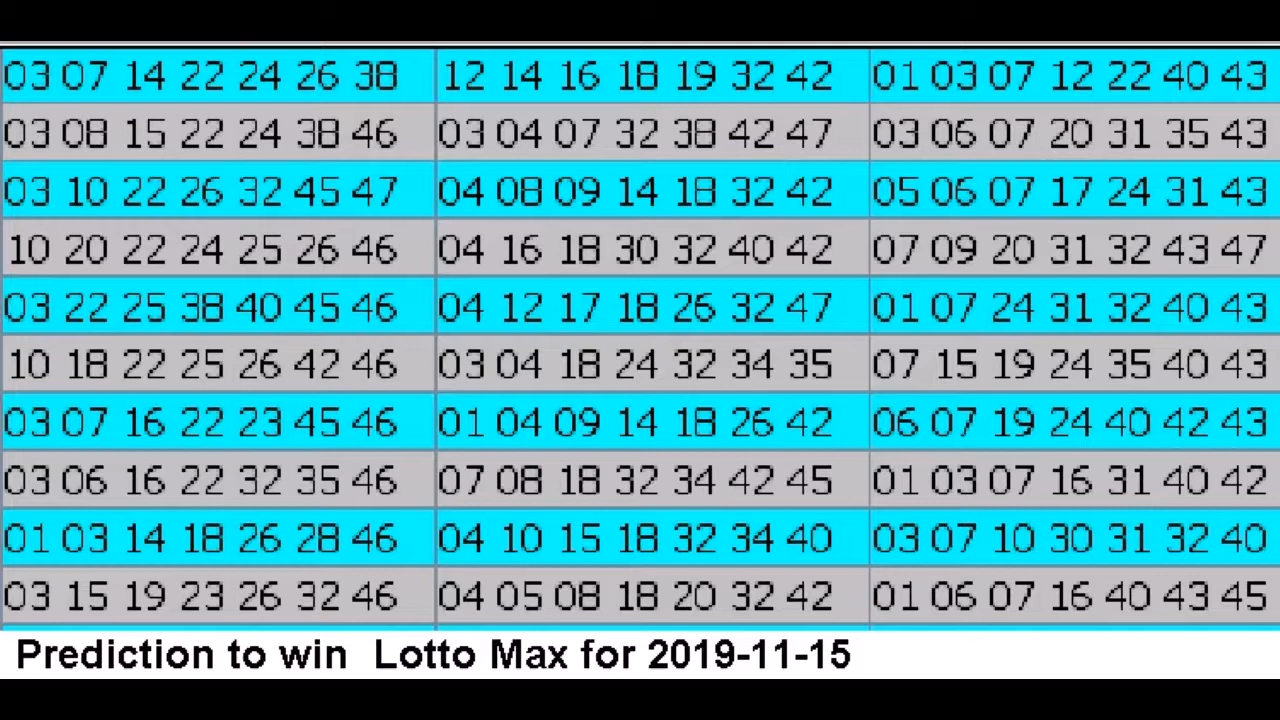 03 07 14 22 24 26 38 12 14 16 18 19 32 42 01 03 07 12 22 40 43
03 08 15 22 24 38 46 03 04 07 32 38 42 47 03 06 07 20 31 35 43
03 10 22 26 32 45 47 04 08 09 14 18 32 42 05 06 07 17 24 31 43
10 20 22 24 25 26 46 04 16 18 30 32 40 42 07 09 20 31 32 43 47
03 22 25 38 40 45 46 04 12 17 18 26 32 47 01 07 24 31 32 40 43
10 18 22 25 26 42 46 03 04 18 24 32 34 35 07 15 19 24 35 40 43
03 07 16 22 23 45 46 01 04 09 14 18 26 42 06 07 19 24 40 42 43
03 06 16 22 32 35 46 07 08 18 32 34 42 45 01 03 07 16 31 40 42
01 03 14 18 26 28 46 04 10 15 18 32 34 40 03 07 10 30 31 32 40
03 15 19 23 26 32 46 04 05 08 18 20 32 42 01 06 07 16 40 43 45
Prediction to win Lotto Max for 2019-11-15